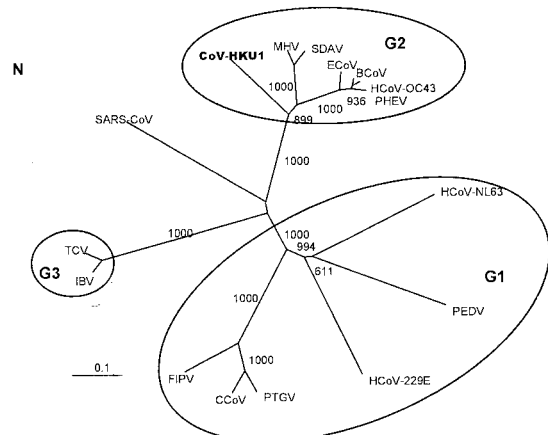 N
CoV-HKU1
MHV
SDAV
G2
ECoV
BCoV
HCoV-OC43
PHEV
1000
1000
936
899
SARS-CoV
1000
HCoV-NL63
1000
1000
994
611
G1
TCV
G3
IBV
PEDV
1000
1000
0.1
FIPV
CCoV
PTGV
HCoV-229E